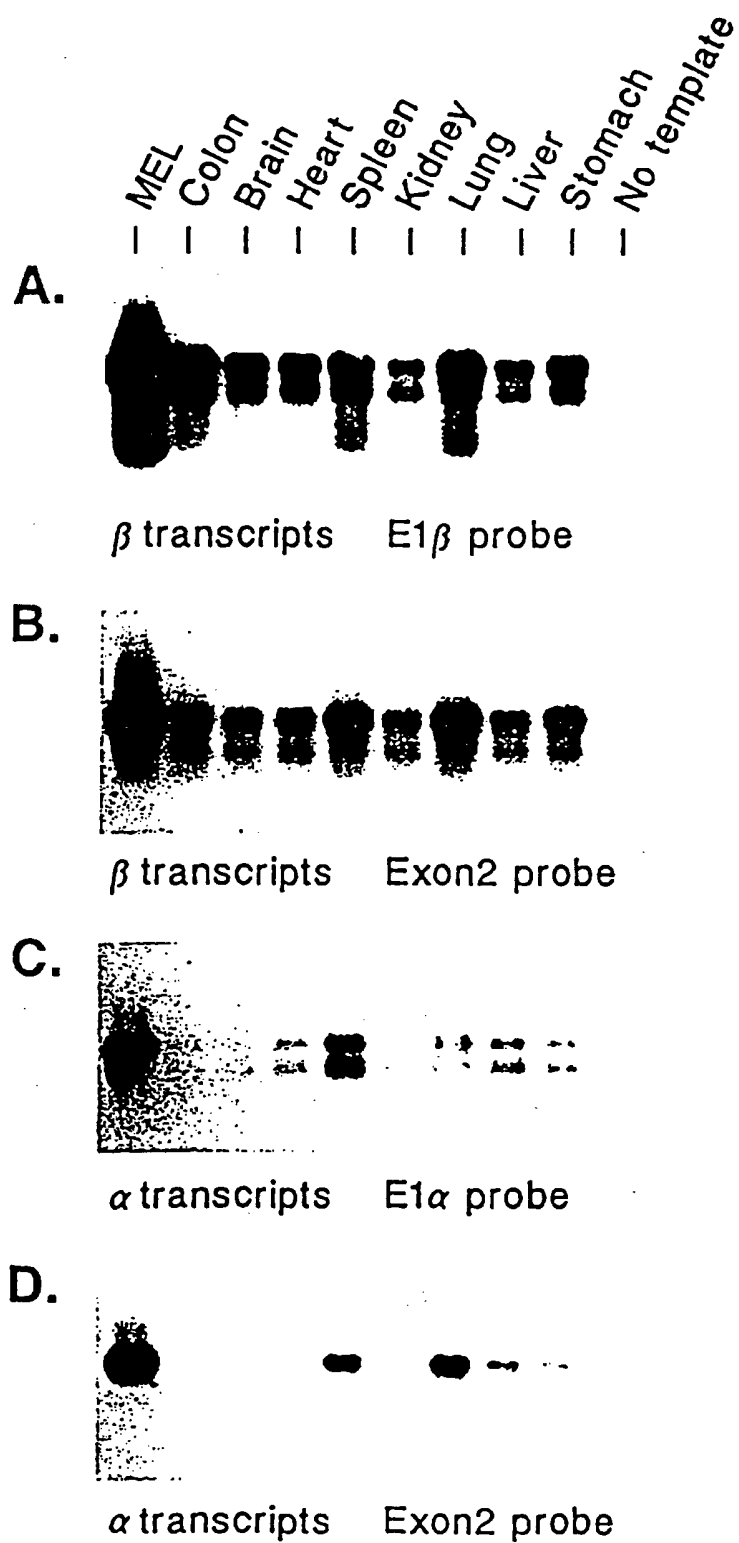 MEL
Colon
Brain
Heart
Spleen
Kidney
Lung
Liver
Stomach
No template
A.
β transcripts E1β probe
B.
β transcripts Exon2 probe
C.
α transcripts E1α probe
D.
α transcripts Exon2 probe